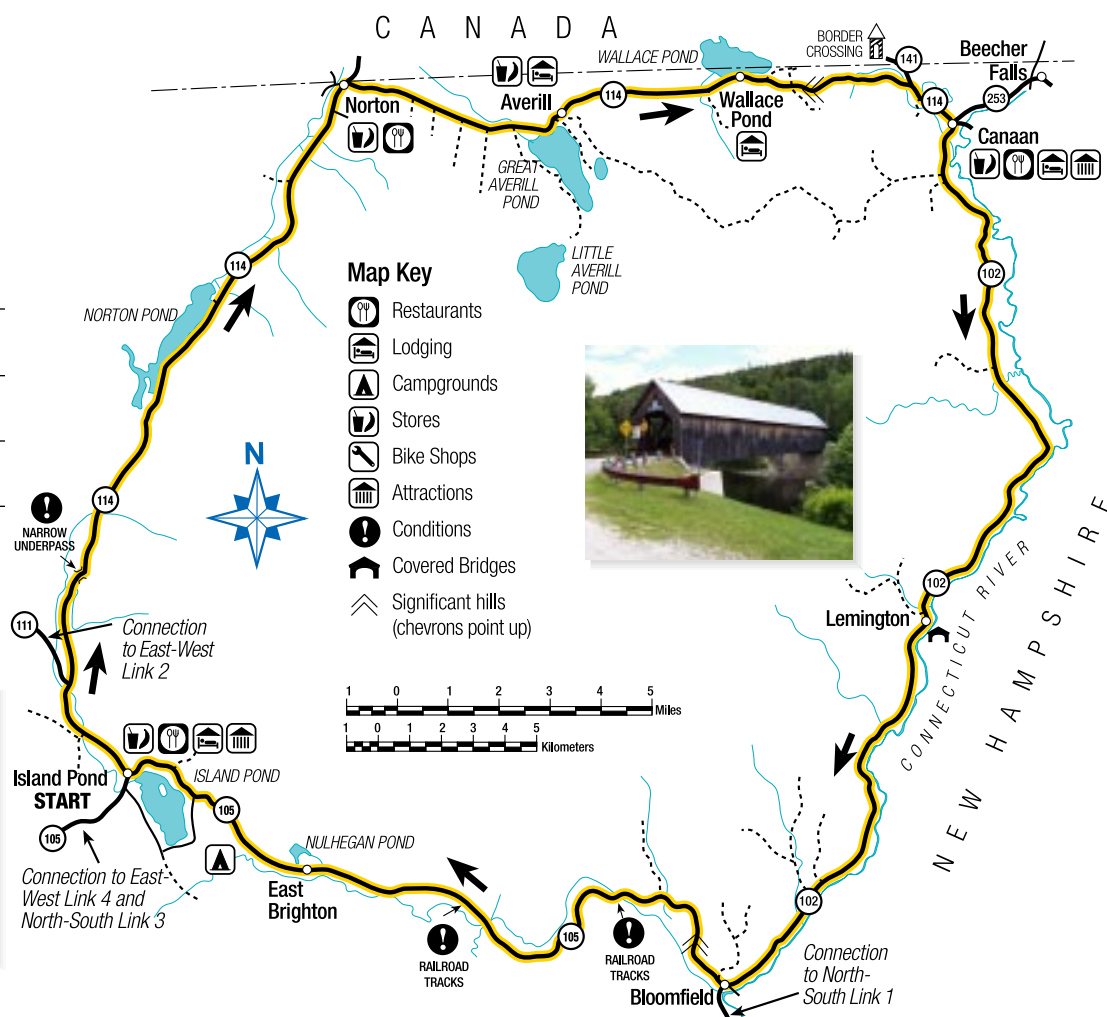 CANADA
BORDER
CROSSING
141
Beecher
Falls
WALLACE POND
Averill
114
Wallace
Pond
114
253
Canaan
Norton
GREAT
AVERILL
POND
LITTLE
AVERILL
POND
102
114
NORTON POND
Map Key
Restaurants
Lodging
Campgrounds
Stores
Bike Shops
Attractions
Conditions
Covered Bridges
Significant hills
(chevrons point up)
N
114
NARROW
UNDERPASS
111
Connection
to East-West
Link 2
102
Lemington
CONNECTICUT RIVER
NEW HAMPSHIRE
1 0 1 2 3 4 5
Miles
1 0 1 2 3 4 5
Kilometers
Island Pond
START
ISLAND POND
105
105
Connection to East-
West Link 4 and
North-South Link 3
NULHEGAN POND
East
Brighton
RAILROAD
TRACKS
105
RAILROAD
TRACKS
102
Bloomfield
Connection
to North-
South Link 1